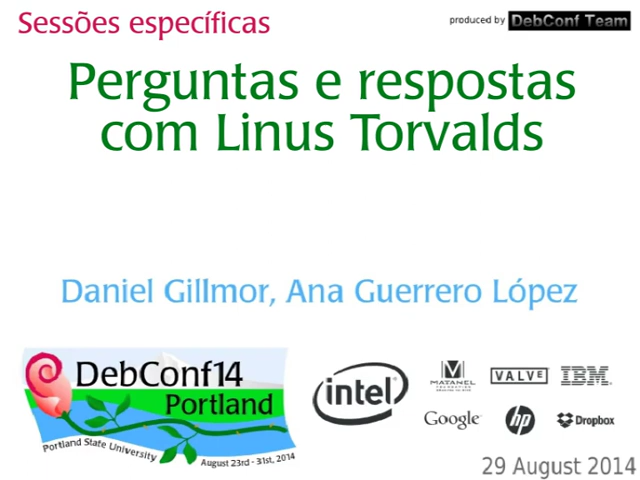 Sessões específicas
produced by DebConf Team
Perguntas e respostas
com Linus Torvalds
Daniel Gillmor, Ana Guerrero López
DebConf14
Portland
Portland State University
August 23rd - 31st, 2014
intel
MATANEL
VALVE
IBM
Google
hp
Dropbox
29 August 2014